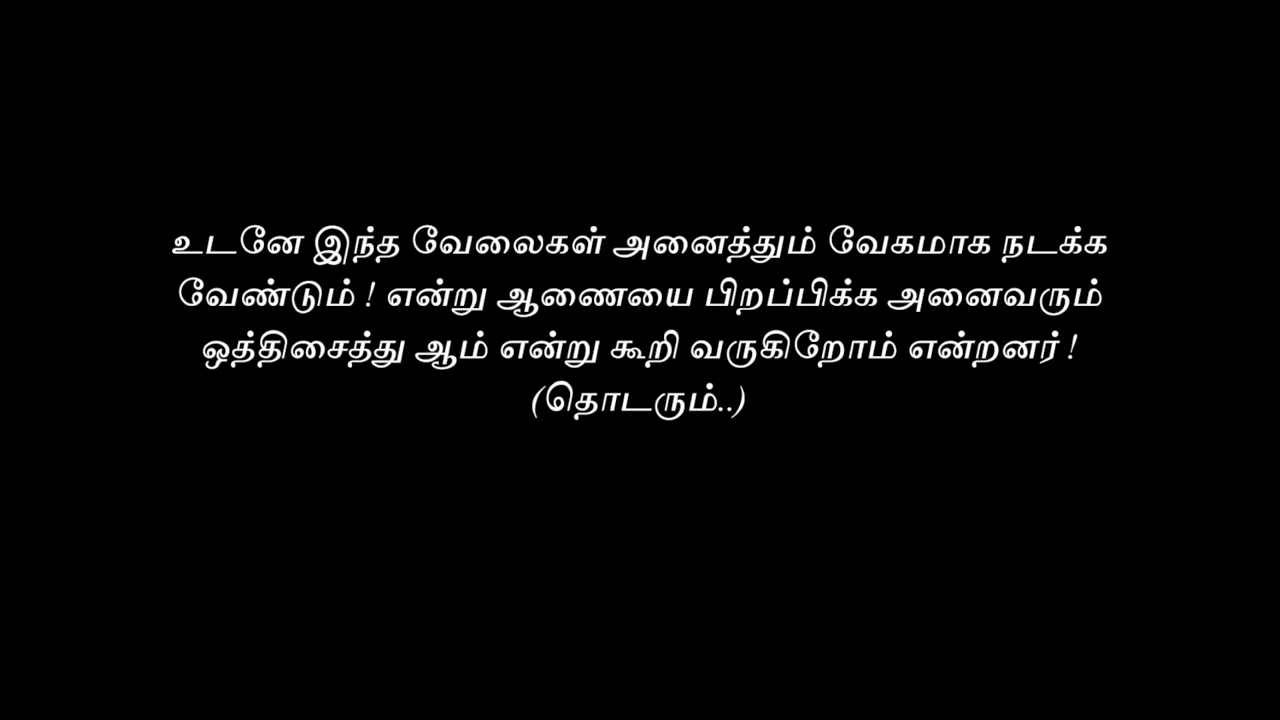 உடனே இந்த வேலைகள் அனைத்தும் வேகமாக நடக்க
வேண்டும் ! என்று ஆணையை பிறப்பிக்க அனைவரும்
ஒத்திசைத்து ஆம் என்று கூறி வருகிறோம் என்றனர் !
(தொடரும்..)